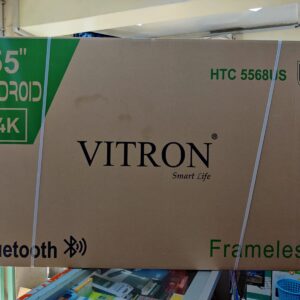 55"
ANDROID
4K
HTC 5568US
VITRON®
Smart Life
Bluetooth
Frameless